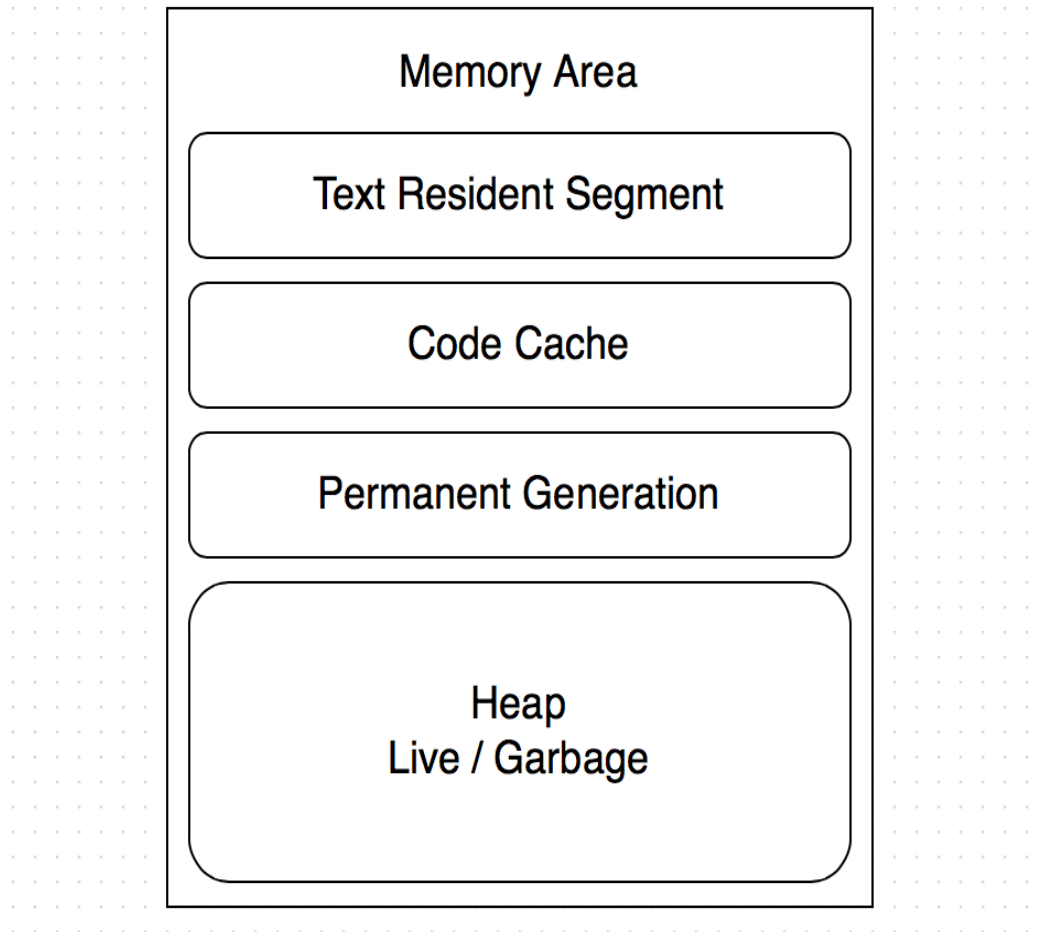 Memory Area
Text Resident Segment
Code Cache
Permanent Generation
Heap
Live / Garbage